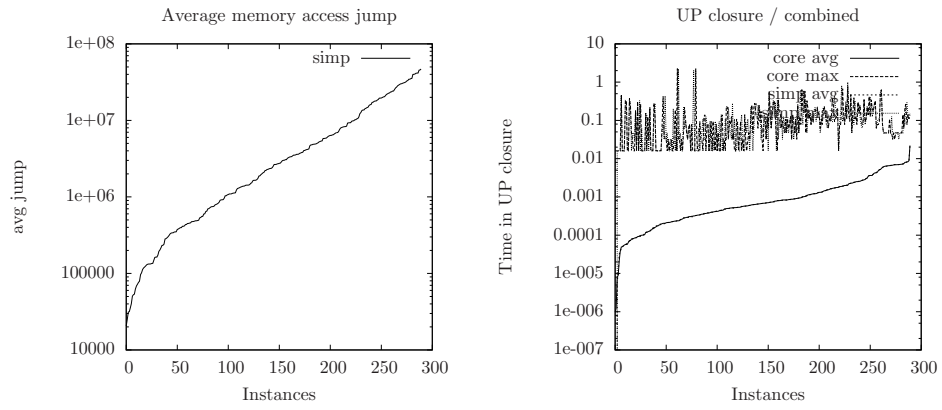 Average memory access jump
1e+08
1e+07
1e+06
100000
10000
avg jump
simp
0 50 100 150 200 250 300
Instances
UP closure / combined
10
1
0.1
0.01
0.001
0.0001
1e-005
1e-006
1e-007
Time in UP closure
core avg
core max
simp avg
0 50 100 150 200 250 300
Instances